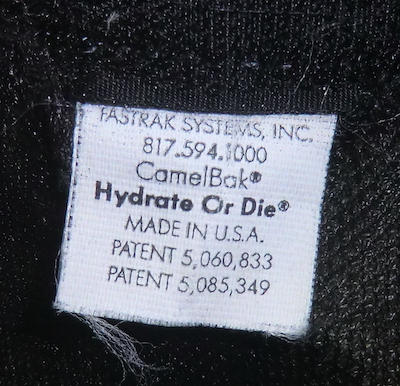 FASTRAK SYSTEMS, INC.
817.594.1000
CamelBak®
Hydrate Or Die®
MADE IN U.S.A.
PATENT 5,060,833
PATENT 5,085,349